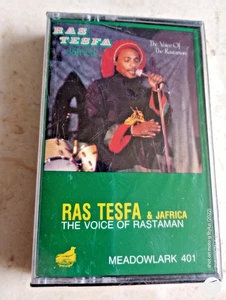 RAS
TESFA
The Voice Of
The Rastaman
RAS TESFA & JAFRICA
THE VOICE OF RASTAMAN
MEADOWLARK 401